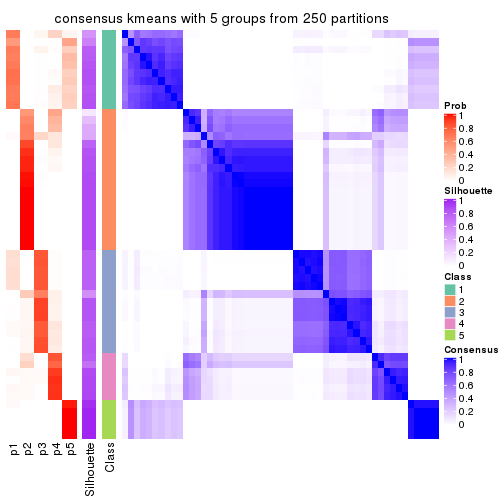 consensus kmeans with 5 groups from 250 partitions
Prob
1
0.8
0.6
0.4
0.2
0
Silhouette
1
0.8
0.6
0.4
0.2
0
Class
1
2
3
4
5
Consensus
1
0.8
0.6
0.4
0.2
0
p1
p2
p3
p4
p5
Silhouette
Class